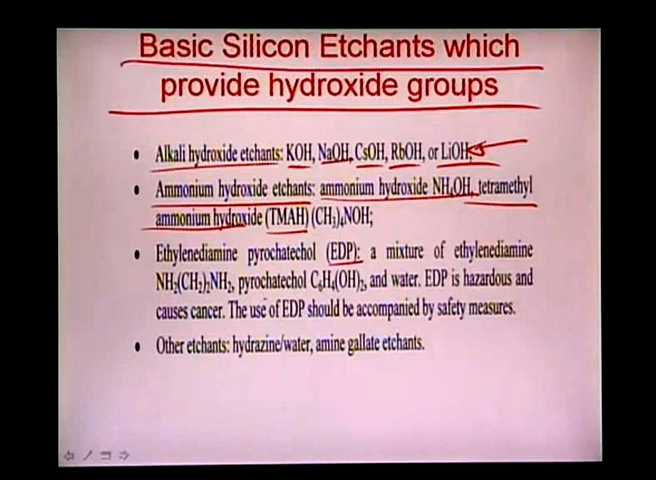 Basic Silicon Etchants which
provide hydroxide groups
• Alkali hydroxide etchants: KOH, NaOH, CsOH, RbOH, or LiOH;
• Ammonium hydroxide etchants: ammonium hydroxide NH₄OH, tetramethyl
ammonium hydroxide (TMAH) (CH₃)₄NOH;
• Ethylenediamine pyrochatechol (EDP): a mixture of ethylenediamine
NH₂(CH₂)₂NH₂, pyrochatechol C₆H₄(OH)₂, and water. EDP is hazardous and
causes cancer. The use of EDP should be accompanied by safety measures.
• Other etchants: hydrazine/water, amine gallate etchants.